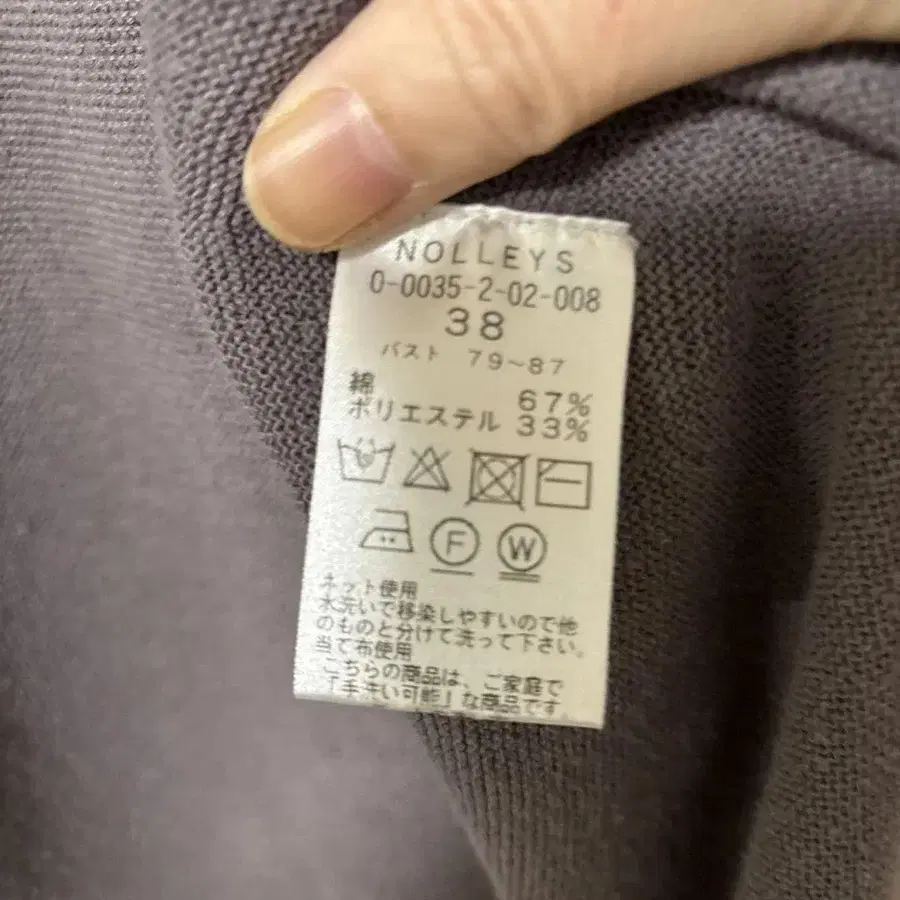 NOLLEYS
0-0035-2-02-008
38
バスト 79~87
綿 67%
ポリエステル 33%
F W
ネット使用
水洗いで移染しやすいので他
のものと分けて洗って下さい。
当て布使用
こちらの商品は、ご家庭で
「手洗い可能」な商品です。